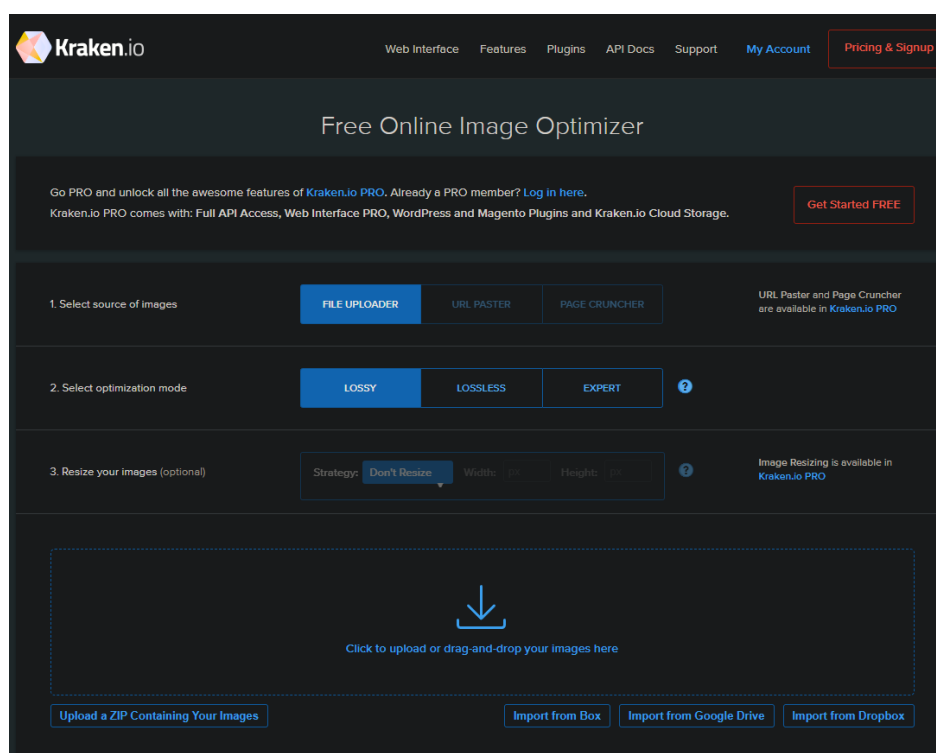 Kraken.io
Web Interface Features Plugins API Docs Support My Account Pricing & Signup
Free Online Image Optimizer
Go PRO and unlock all the awesome features of Kraken.io PRO. Already a PRO member? Log in here.
Kraken.io PRO comes with: Full API Access, Web Interface PRO, WordPress and Magento Plugins and Kraken.io Cloud Storage.
Get Started FREE
1. Select source of images
FILE UPLOADER URL PASTER PAGE CRUNCHER
URL Paster and Page Cruncher
are available in Kraken.io PRO
2. Select optimization mode
LOSSY LOSSLESS EXPERT ?
3. Resize your images (optional)
Strategy: Don't Resize Width: px Height: px ?
Image Resizing is available in
Kraken.io PRO
Click to upload or drag-and-drop your images here
Upload a ZIP Containing Your Images Import from Box Import from Google Drive Import from Dropbox